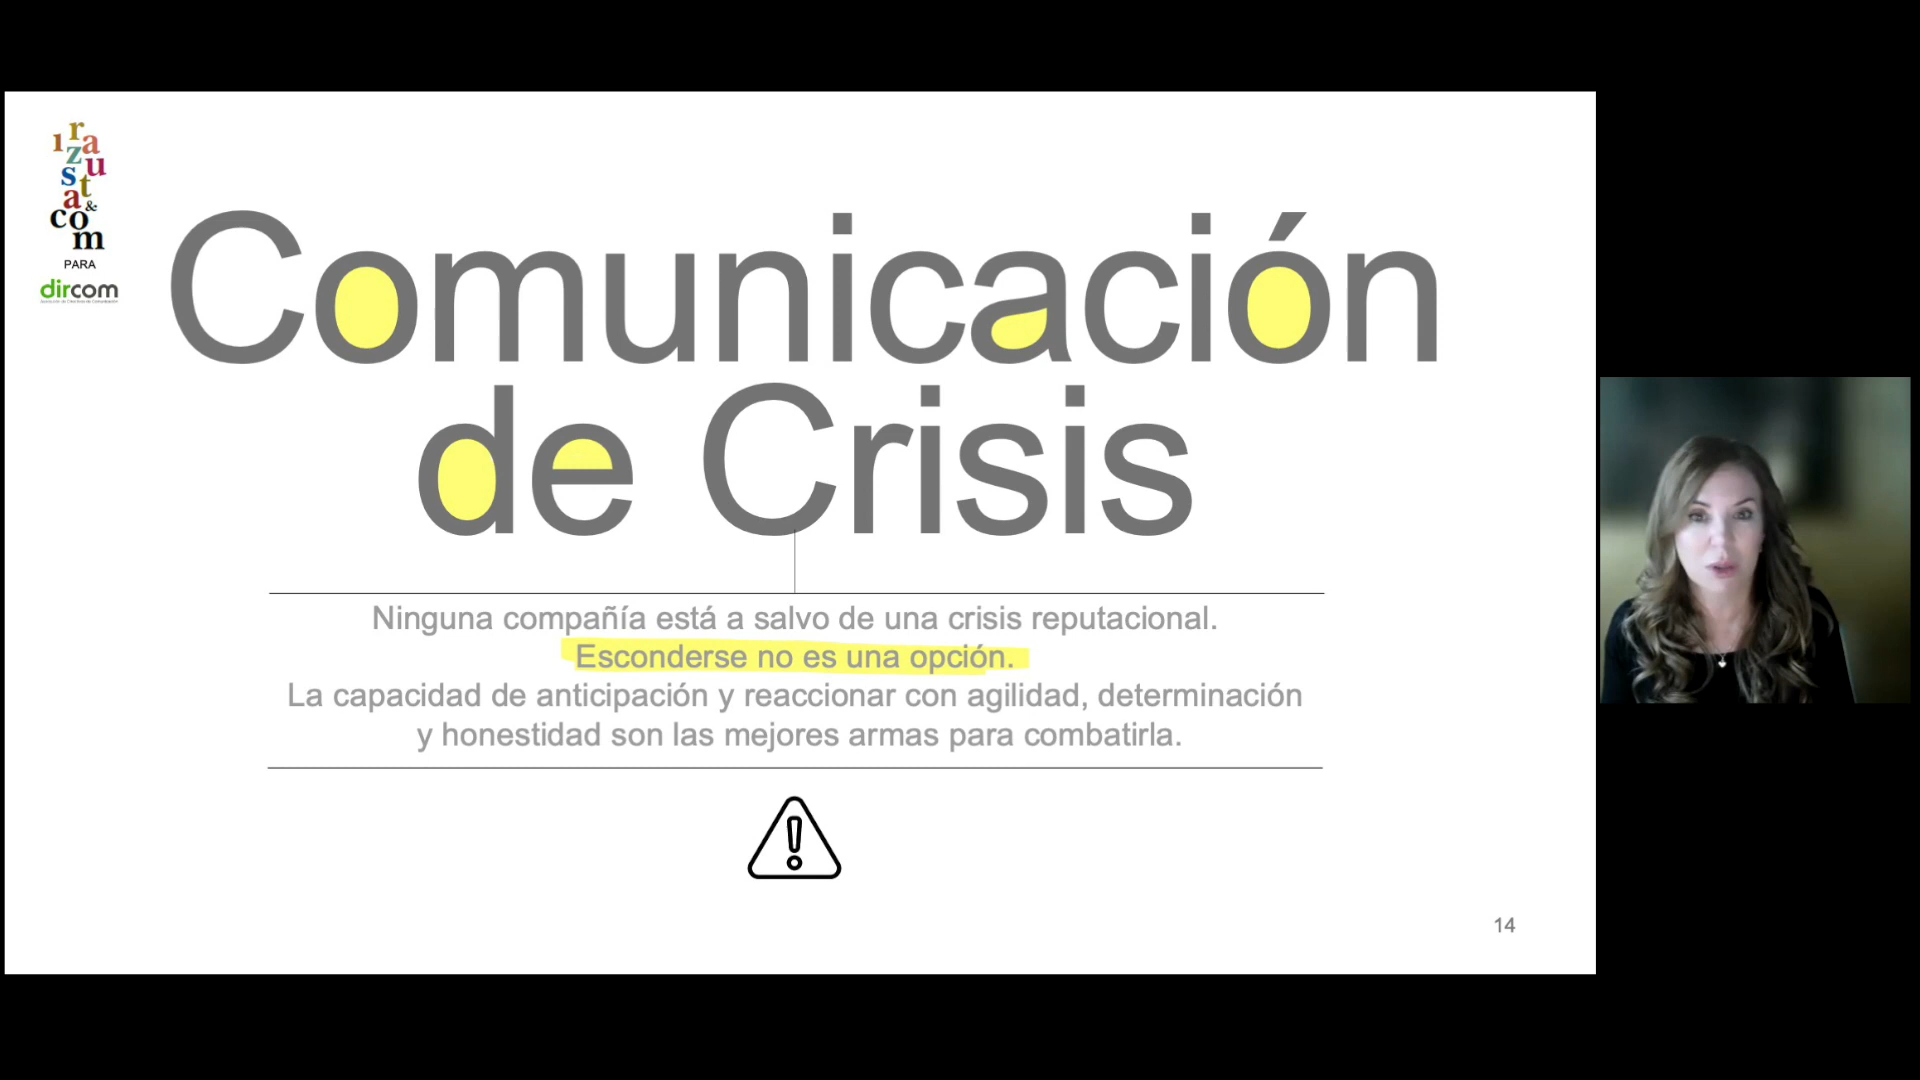 irazusta
&
com
PARA
dircom
Comunicación
de Crisis
Ninguna compañía está a salvo de una crisis reputacional.
Esconderse no es una opción.
La capacidad de anticipación y reaccionar con agilidad, determinación
y honestidad son las mejores armas para combatirla.
14